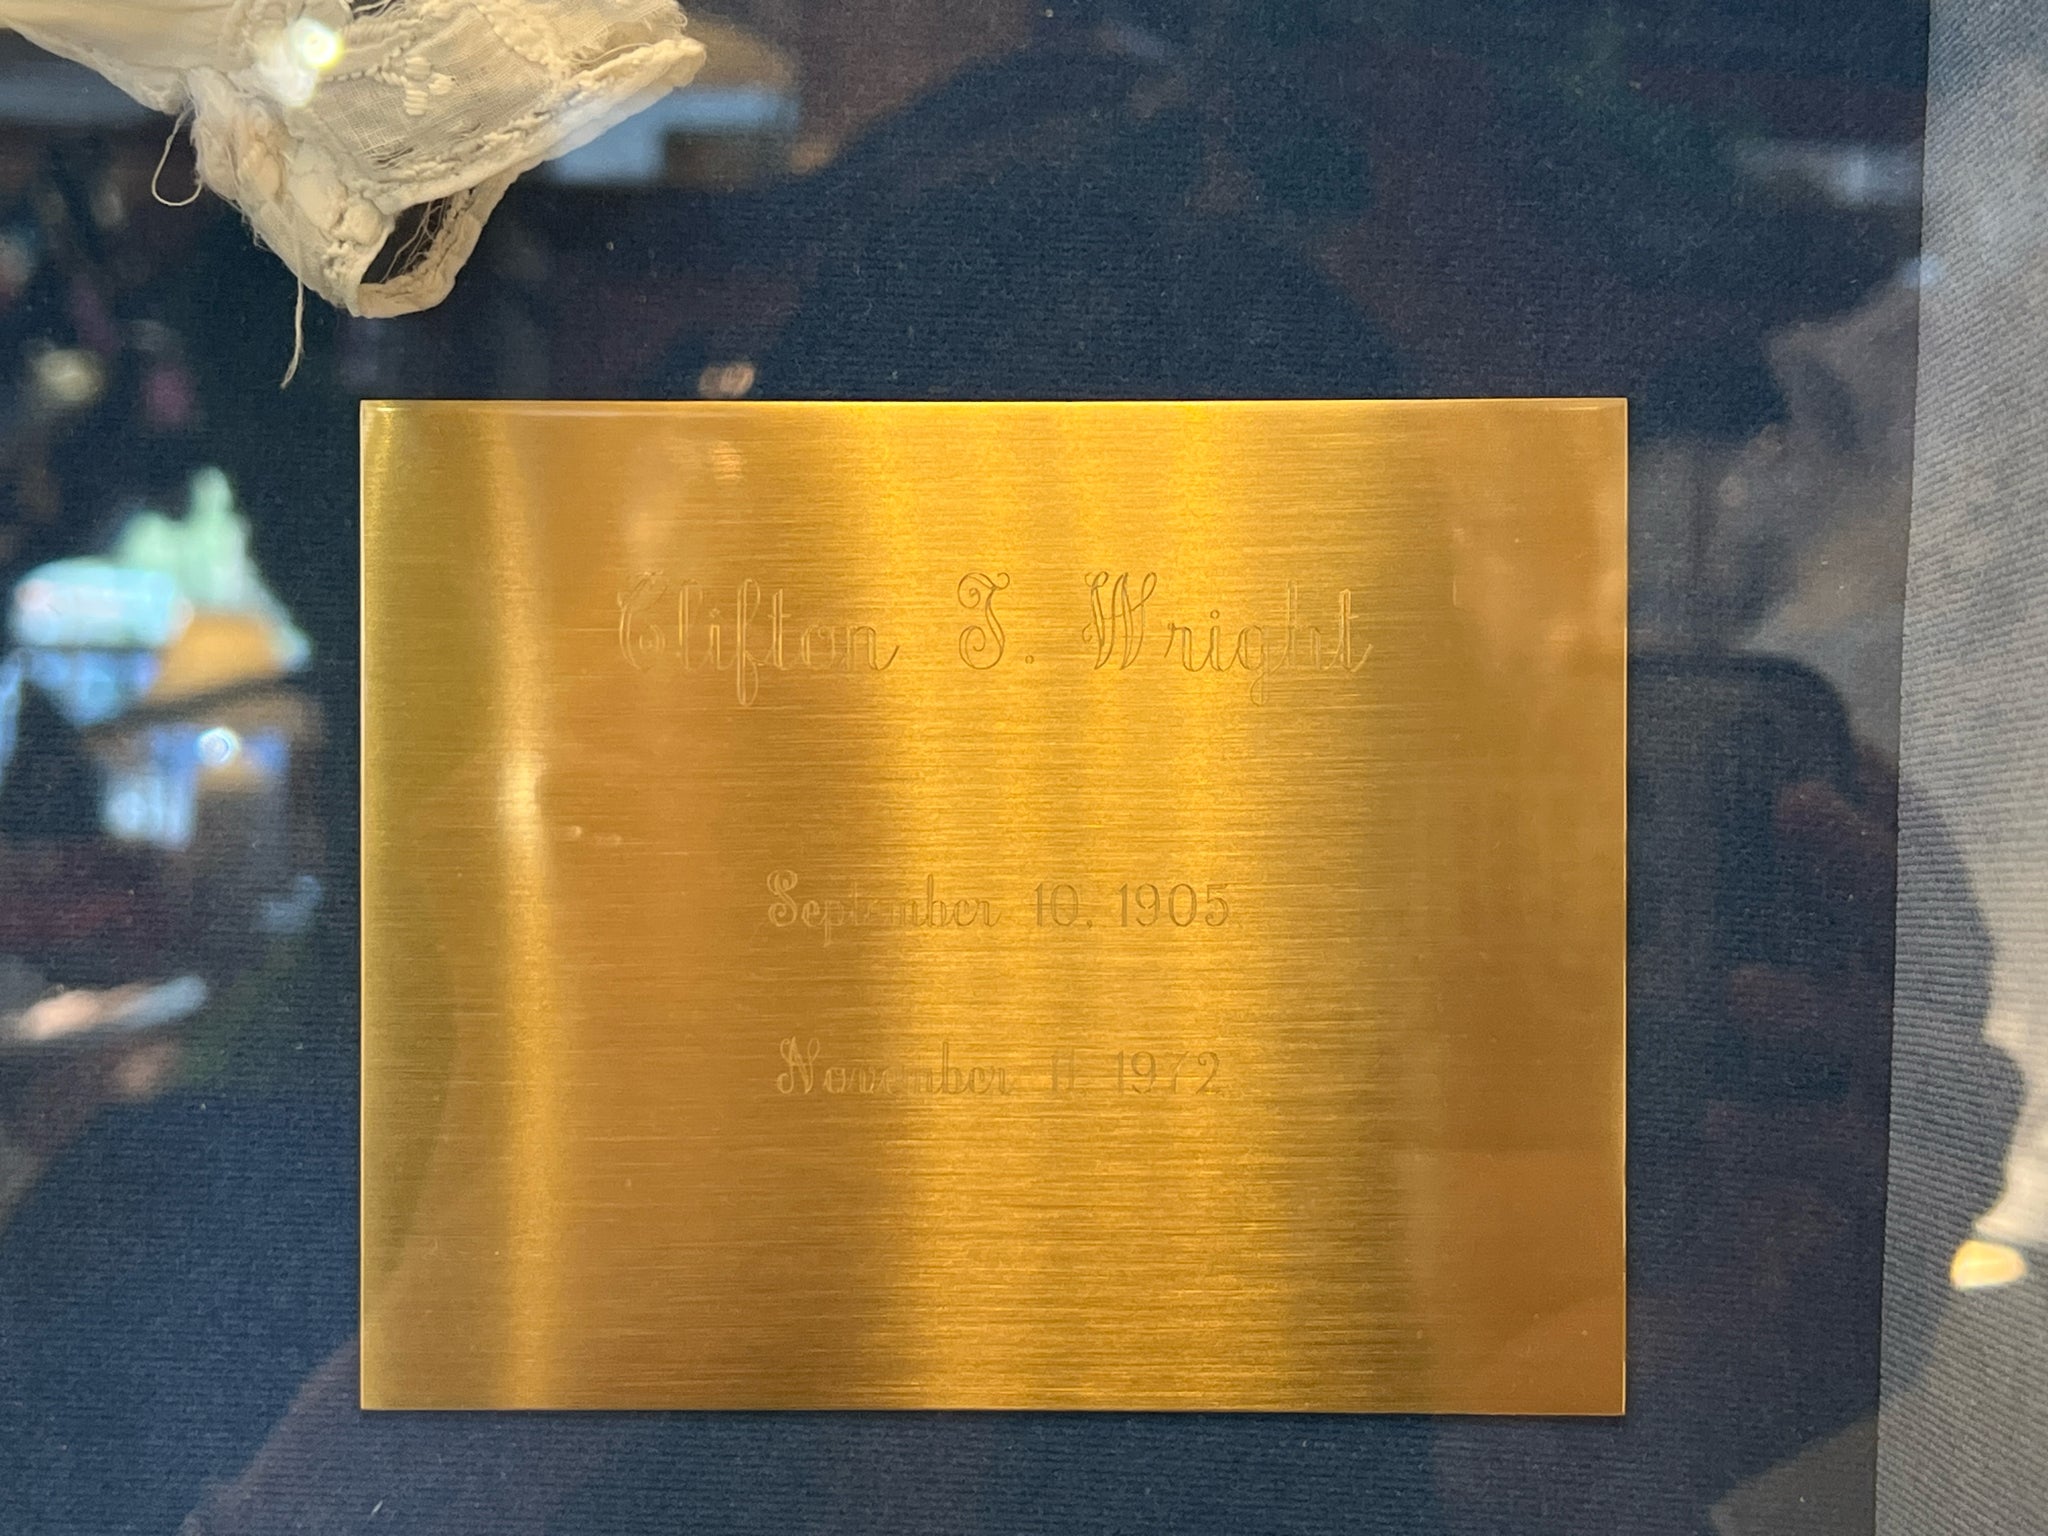 Clifton T. Wright
September 10, 1905
November 11, 1972